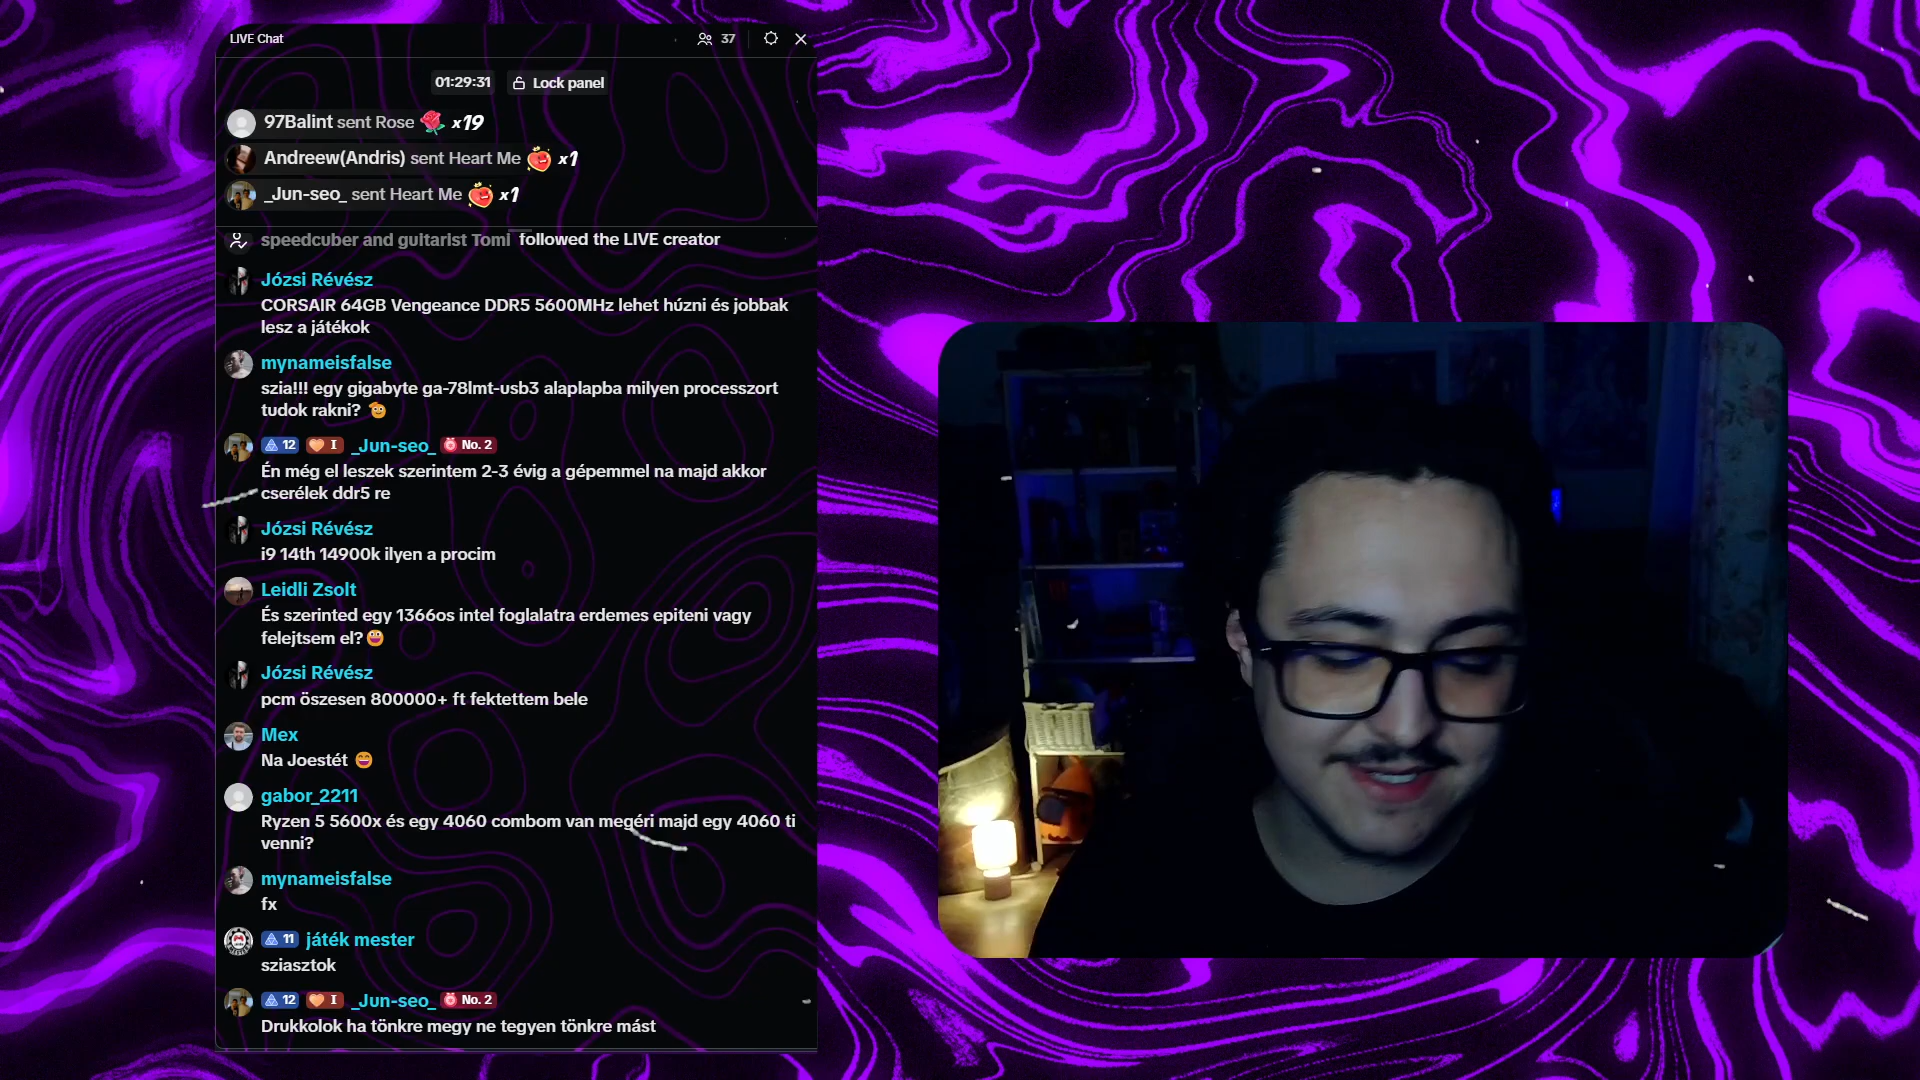 LIVE Chat
37
01:29:31
Lock panel
97Balint sent Rose x19
Andreew(Andris) sent Heart Me x1
_Jun-seo_ sent Heart Me x1
speedcuber and guitarist Tomi followed the LIVE creator
Józsi Révész
CORSAIR 64GB Vengeance DDR5 5600MHz lehet húzni és jobbak
lesz a játékok
mynameisfalse
szia!!! egy gigabyte ga-78lmt-usb3 alaplapba milyen processzort
tudok rakni? 🤷
12 I _Jun-seo_ No. 2
Én még el leszek szerintem 2-3 évig a gépemmel na majd akkor
cserélek ddr5 re
Józsi Révész
i9 14th 14900k ilyen a procim
Leidli Zsolt
És szerinted egy 1366os intel foglalatra erdemes epiteni vagy
felejtsem el?😃
Józsi Révész
pcm öszesen 800000+ ft fektettem bele
Mex
Na Joestét 😄
gabor_2211
Ryzen 5 5600x és egy 4060 combom van megéri majd egy 4060 ti
venni?
mynameisfalse
fx
11 játék mester
sziasztok
12 I _Jun-seo_ No. 2
Drukkolok ha tönkre megy ne tegyen tönkre mást